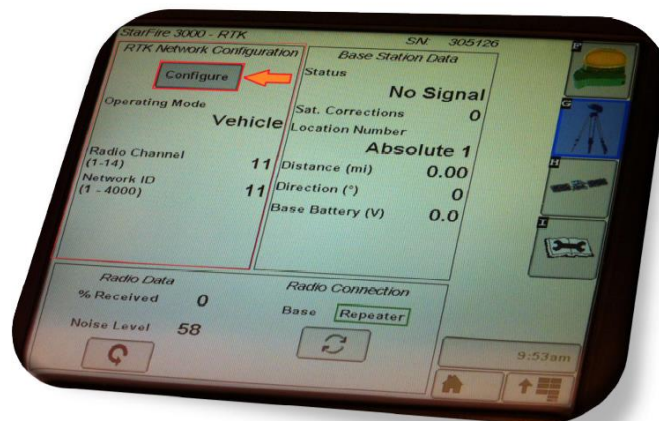 StarFire 3000 - RTK
SN: 305126
RTK Network Configuration
Configure
Operating Mode
Vehicle
Radio Channel
(1-14) 11
Network ID
(1 - 4000) 11
Base Station Data
Status
No Signal
Sat. Corrections 0
Location Number
Absolute 1
Distance (mi) 0.00
Direction (°) 0
Base Battery (V) 0.0
Radio Data
% Received 0
Noise Level 58
Radio Connection
Base Repeater
F
G
H
I
9:53am